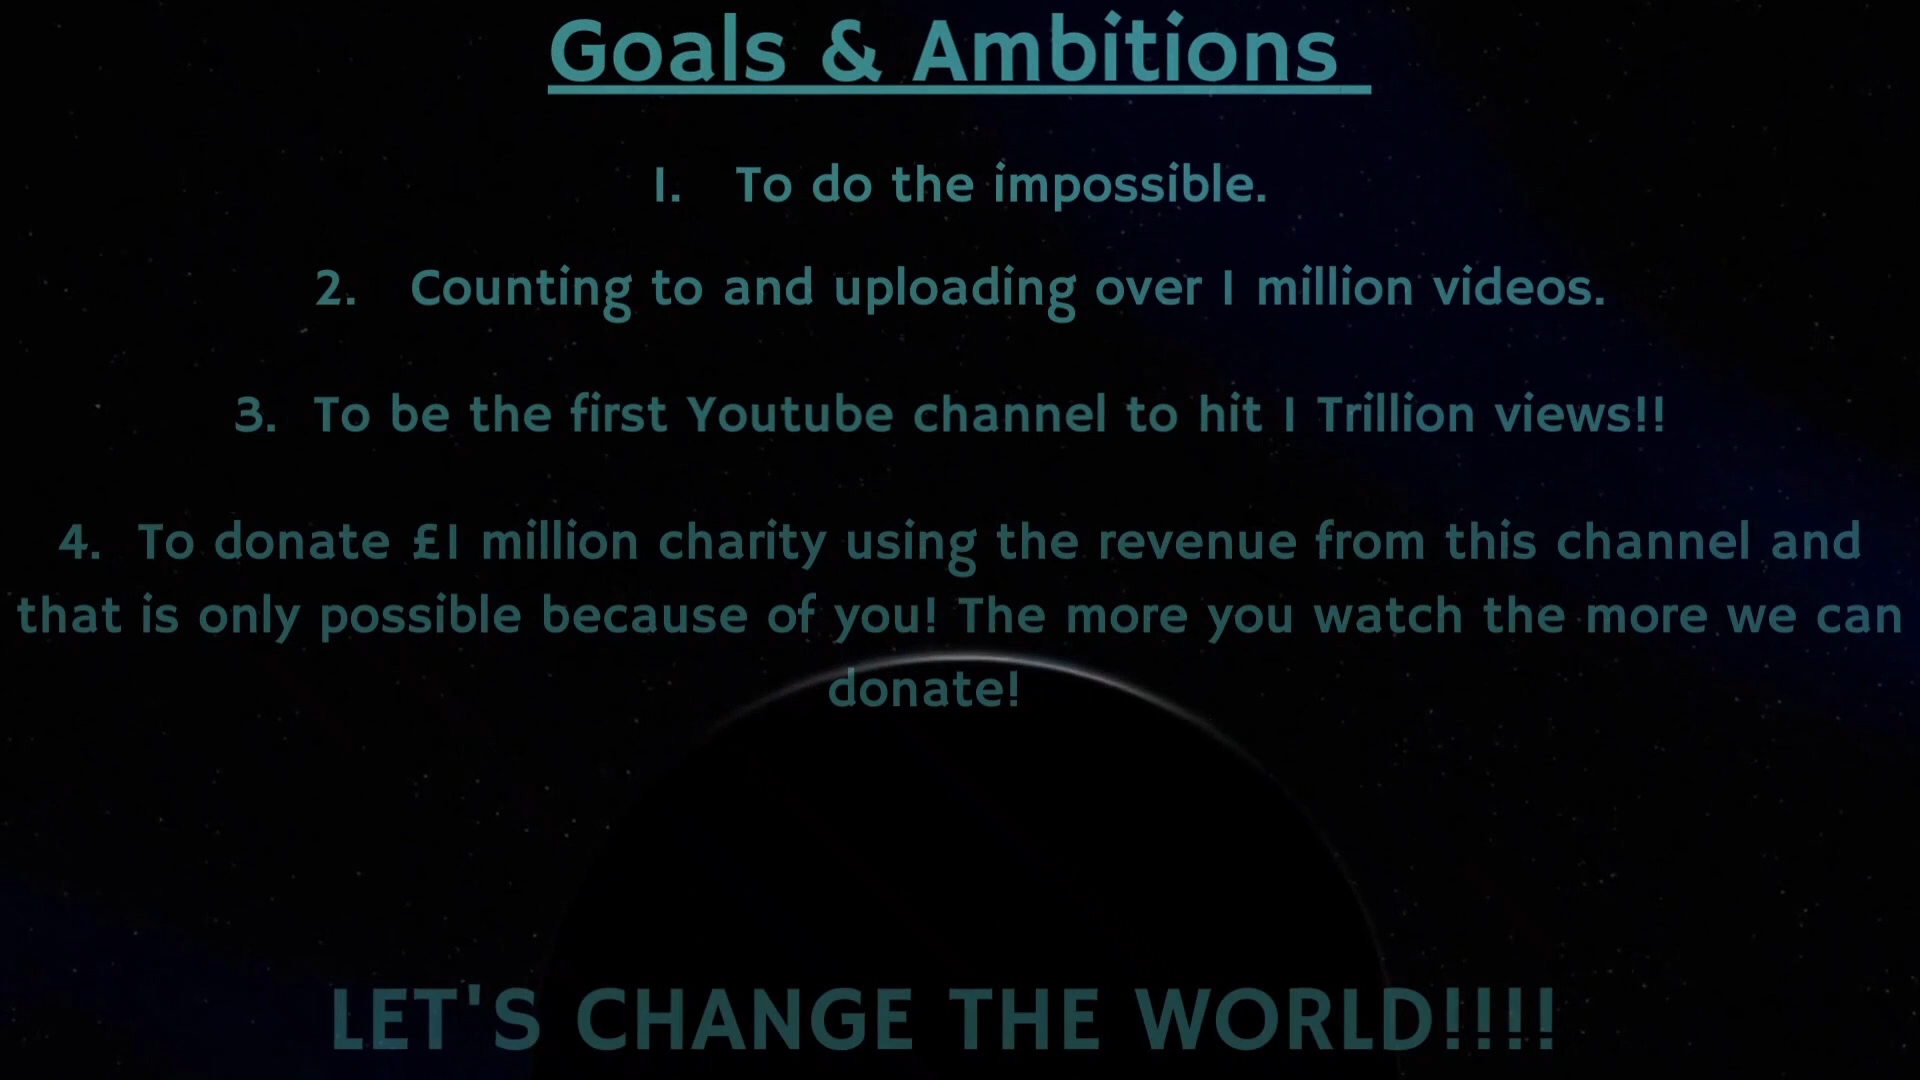 Goals & Ambitions
1. To do the impossible.
2. Counting to and uploading over 1 million videos.
3. To be the first Youtube channel to hit 1 Trillion views!!
4. To donate £1 million charity using the revenue from this channel and
that is only possible because of you! The more you watch the more we can
donate!
LET'S CHANGE THE WORLD!!!!